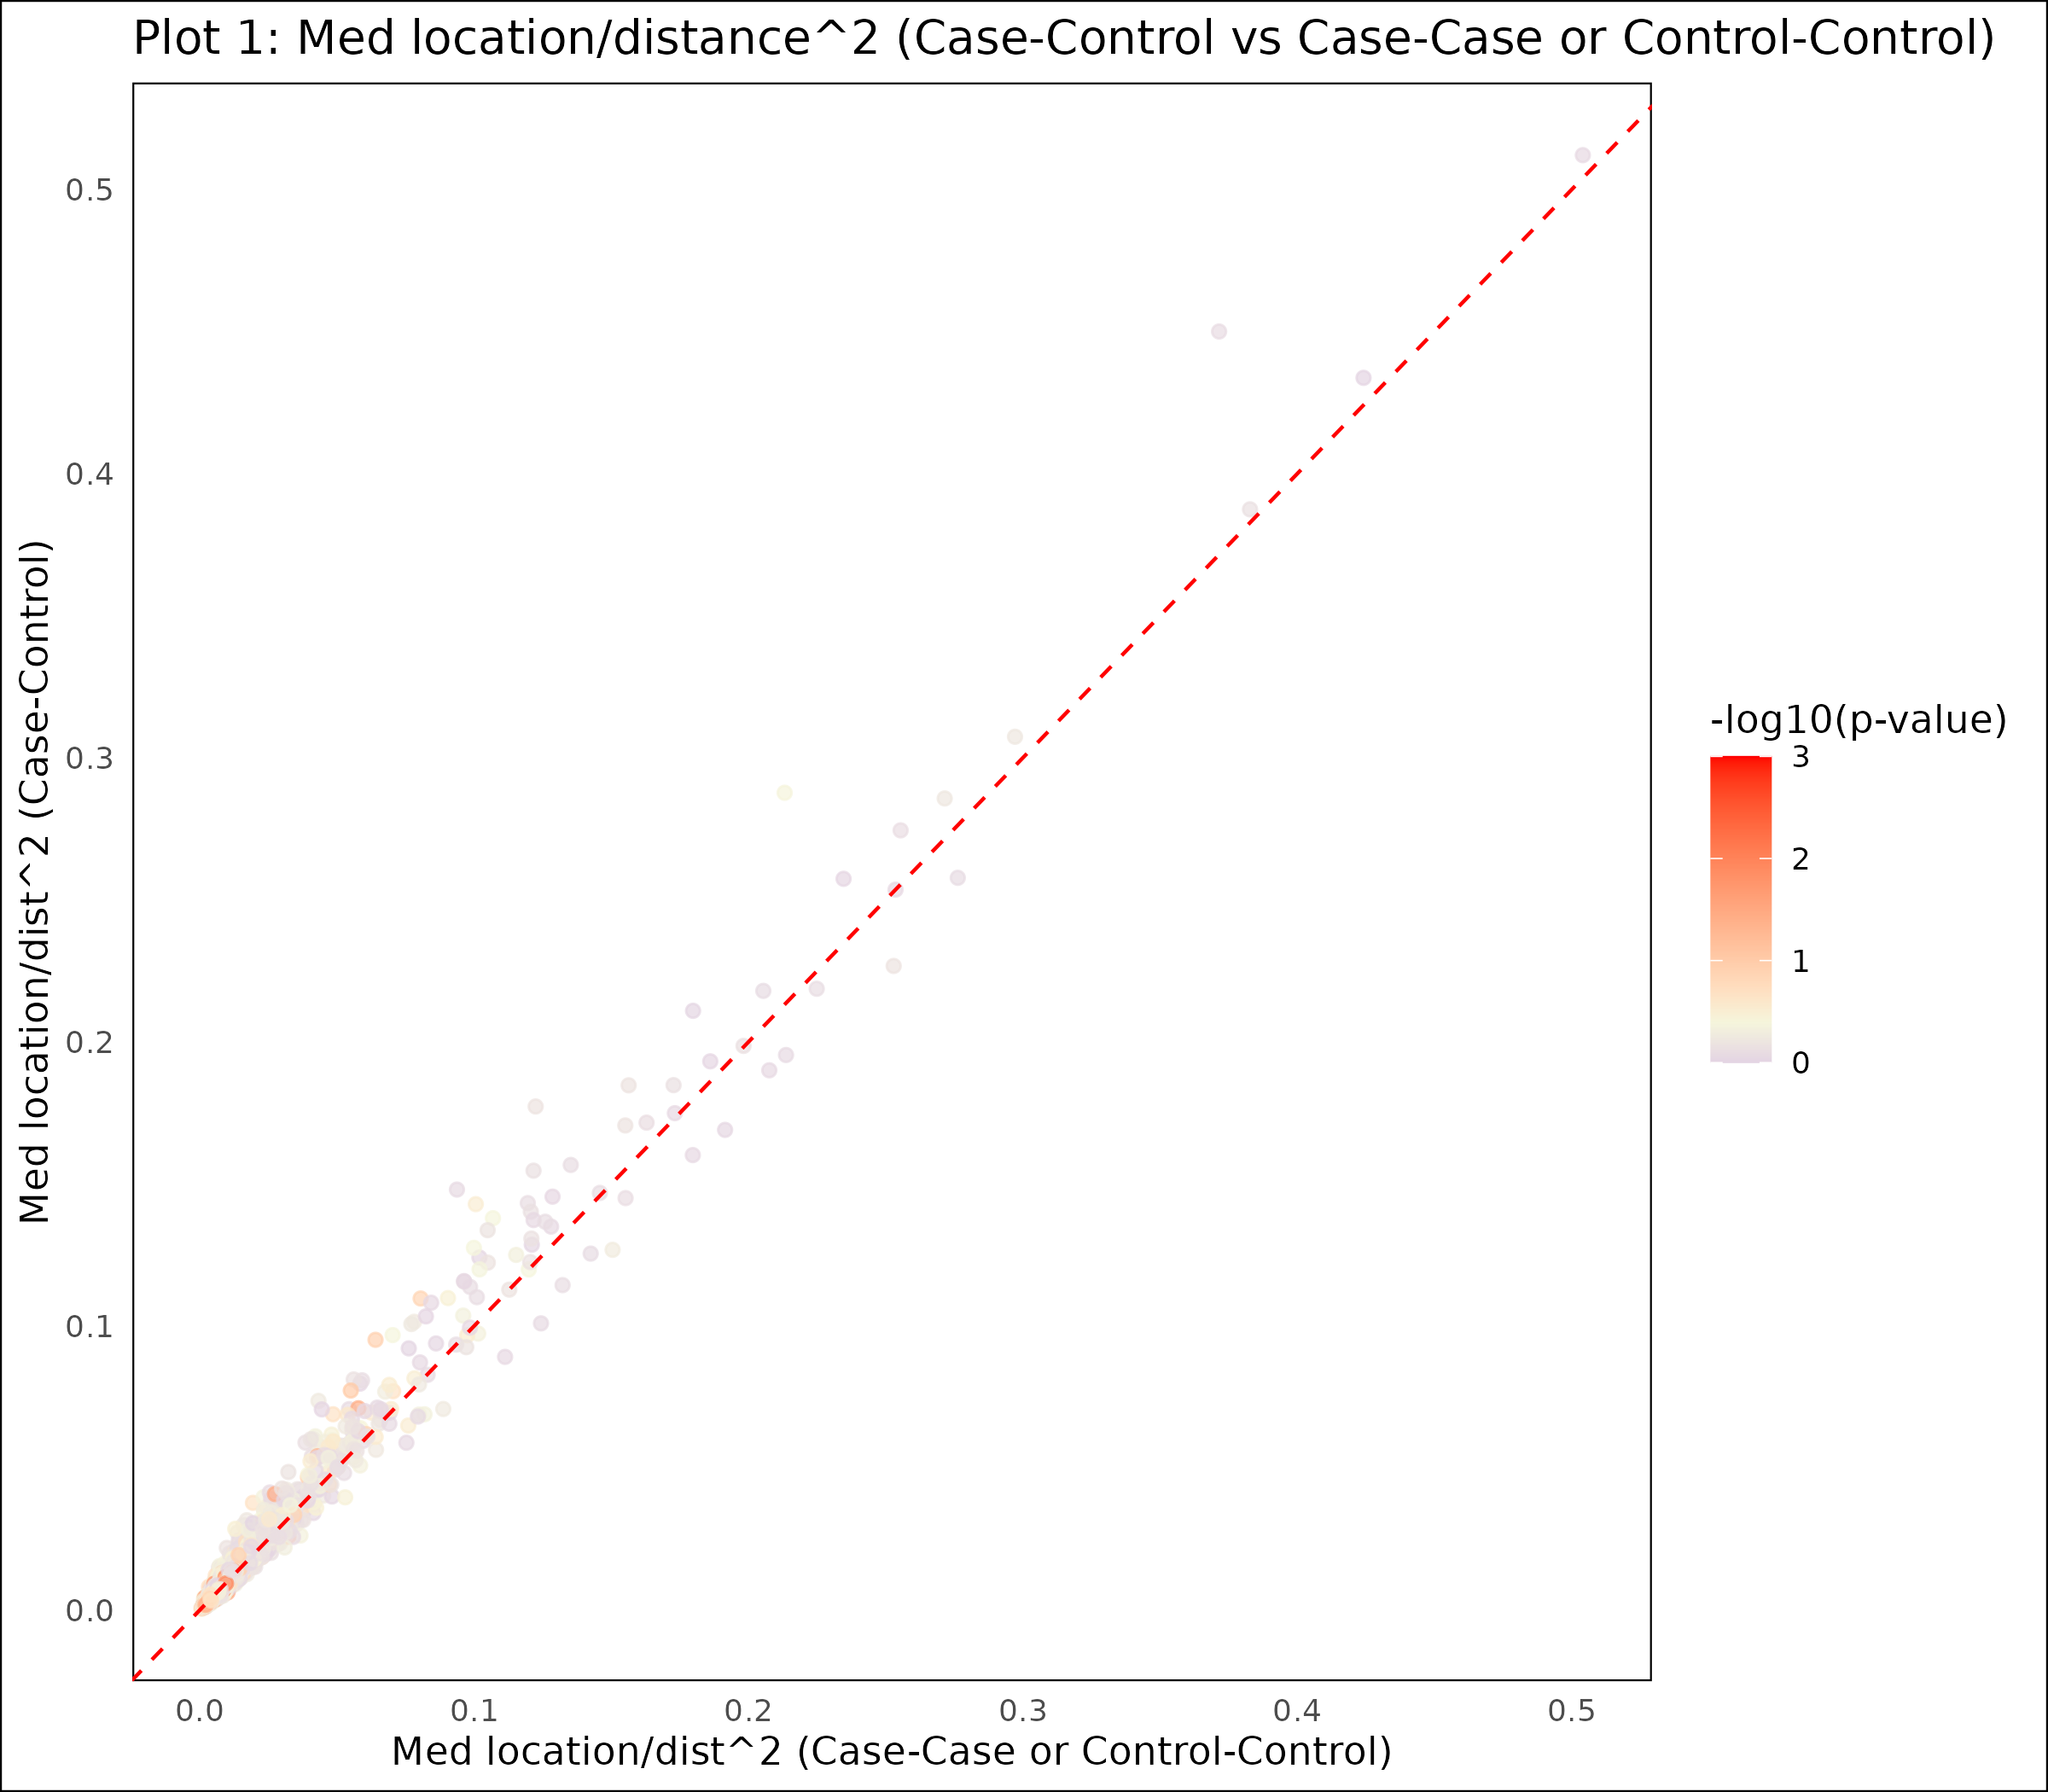 Plot 1: Med location/distance^2 (Case-Control vs Case-Case or Control-Control)
Med location/dist^2 (Case-Control)
0.5
0.4
0.3
0.2
0.1
0.0
0.0 0.1 0.2 0.3 0.4 0.5
Med location/dist^2 (Case-Case or Control-Control)
-log10(p-value)
3
2
1
0